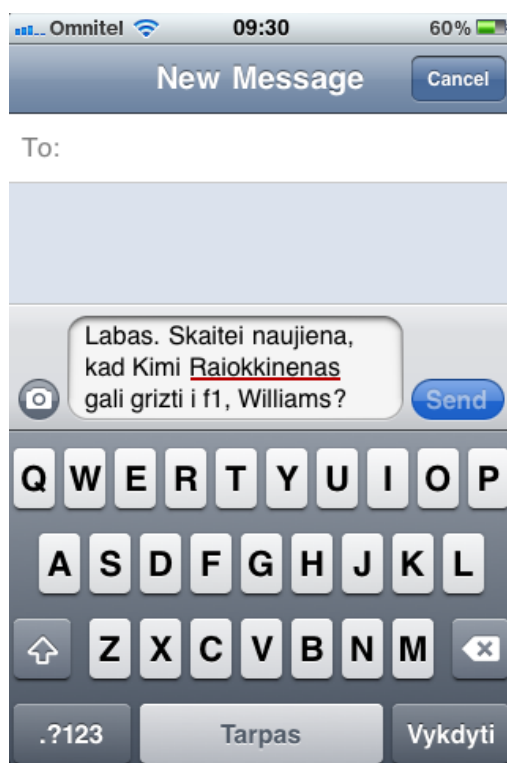 Omnitel 09:30 60%
New Message Cancel
To:
Labas. Skaitei naujiena,
kad Kimi Raiokkinenas
gali grizti i f1, Williams?
Send
Q W E R T Y U I O P
A S D F G H J K L
Z X C V B N M
.?123 Tarpas Vykdyti